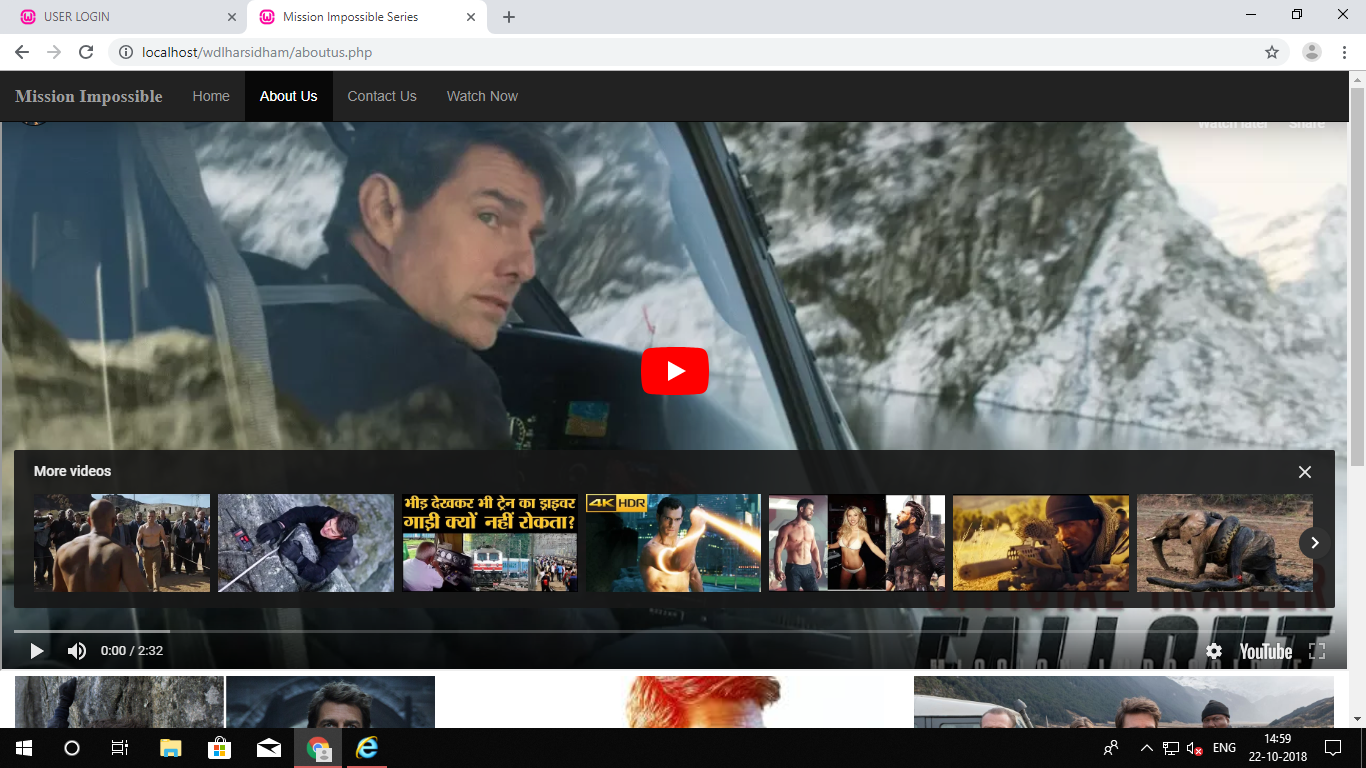 USER LOGIN
Mission Impossible Series
localhost/wdlharsidham/aboutus.php
Mission Impossible
Home
About Us
Contact Us
Watch Now
Watch later
Share
More videos
भीड़ देखकर भी ट्रेन का ड्राइवर
गाड़ी क्यों नहीं रोकता?
4K HDR
TRAILER
FALLOUT
0:00 / 2:32
YouTube
ENG
14:59
22-10-2018